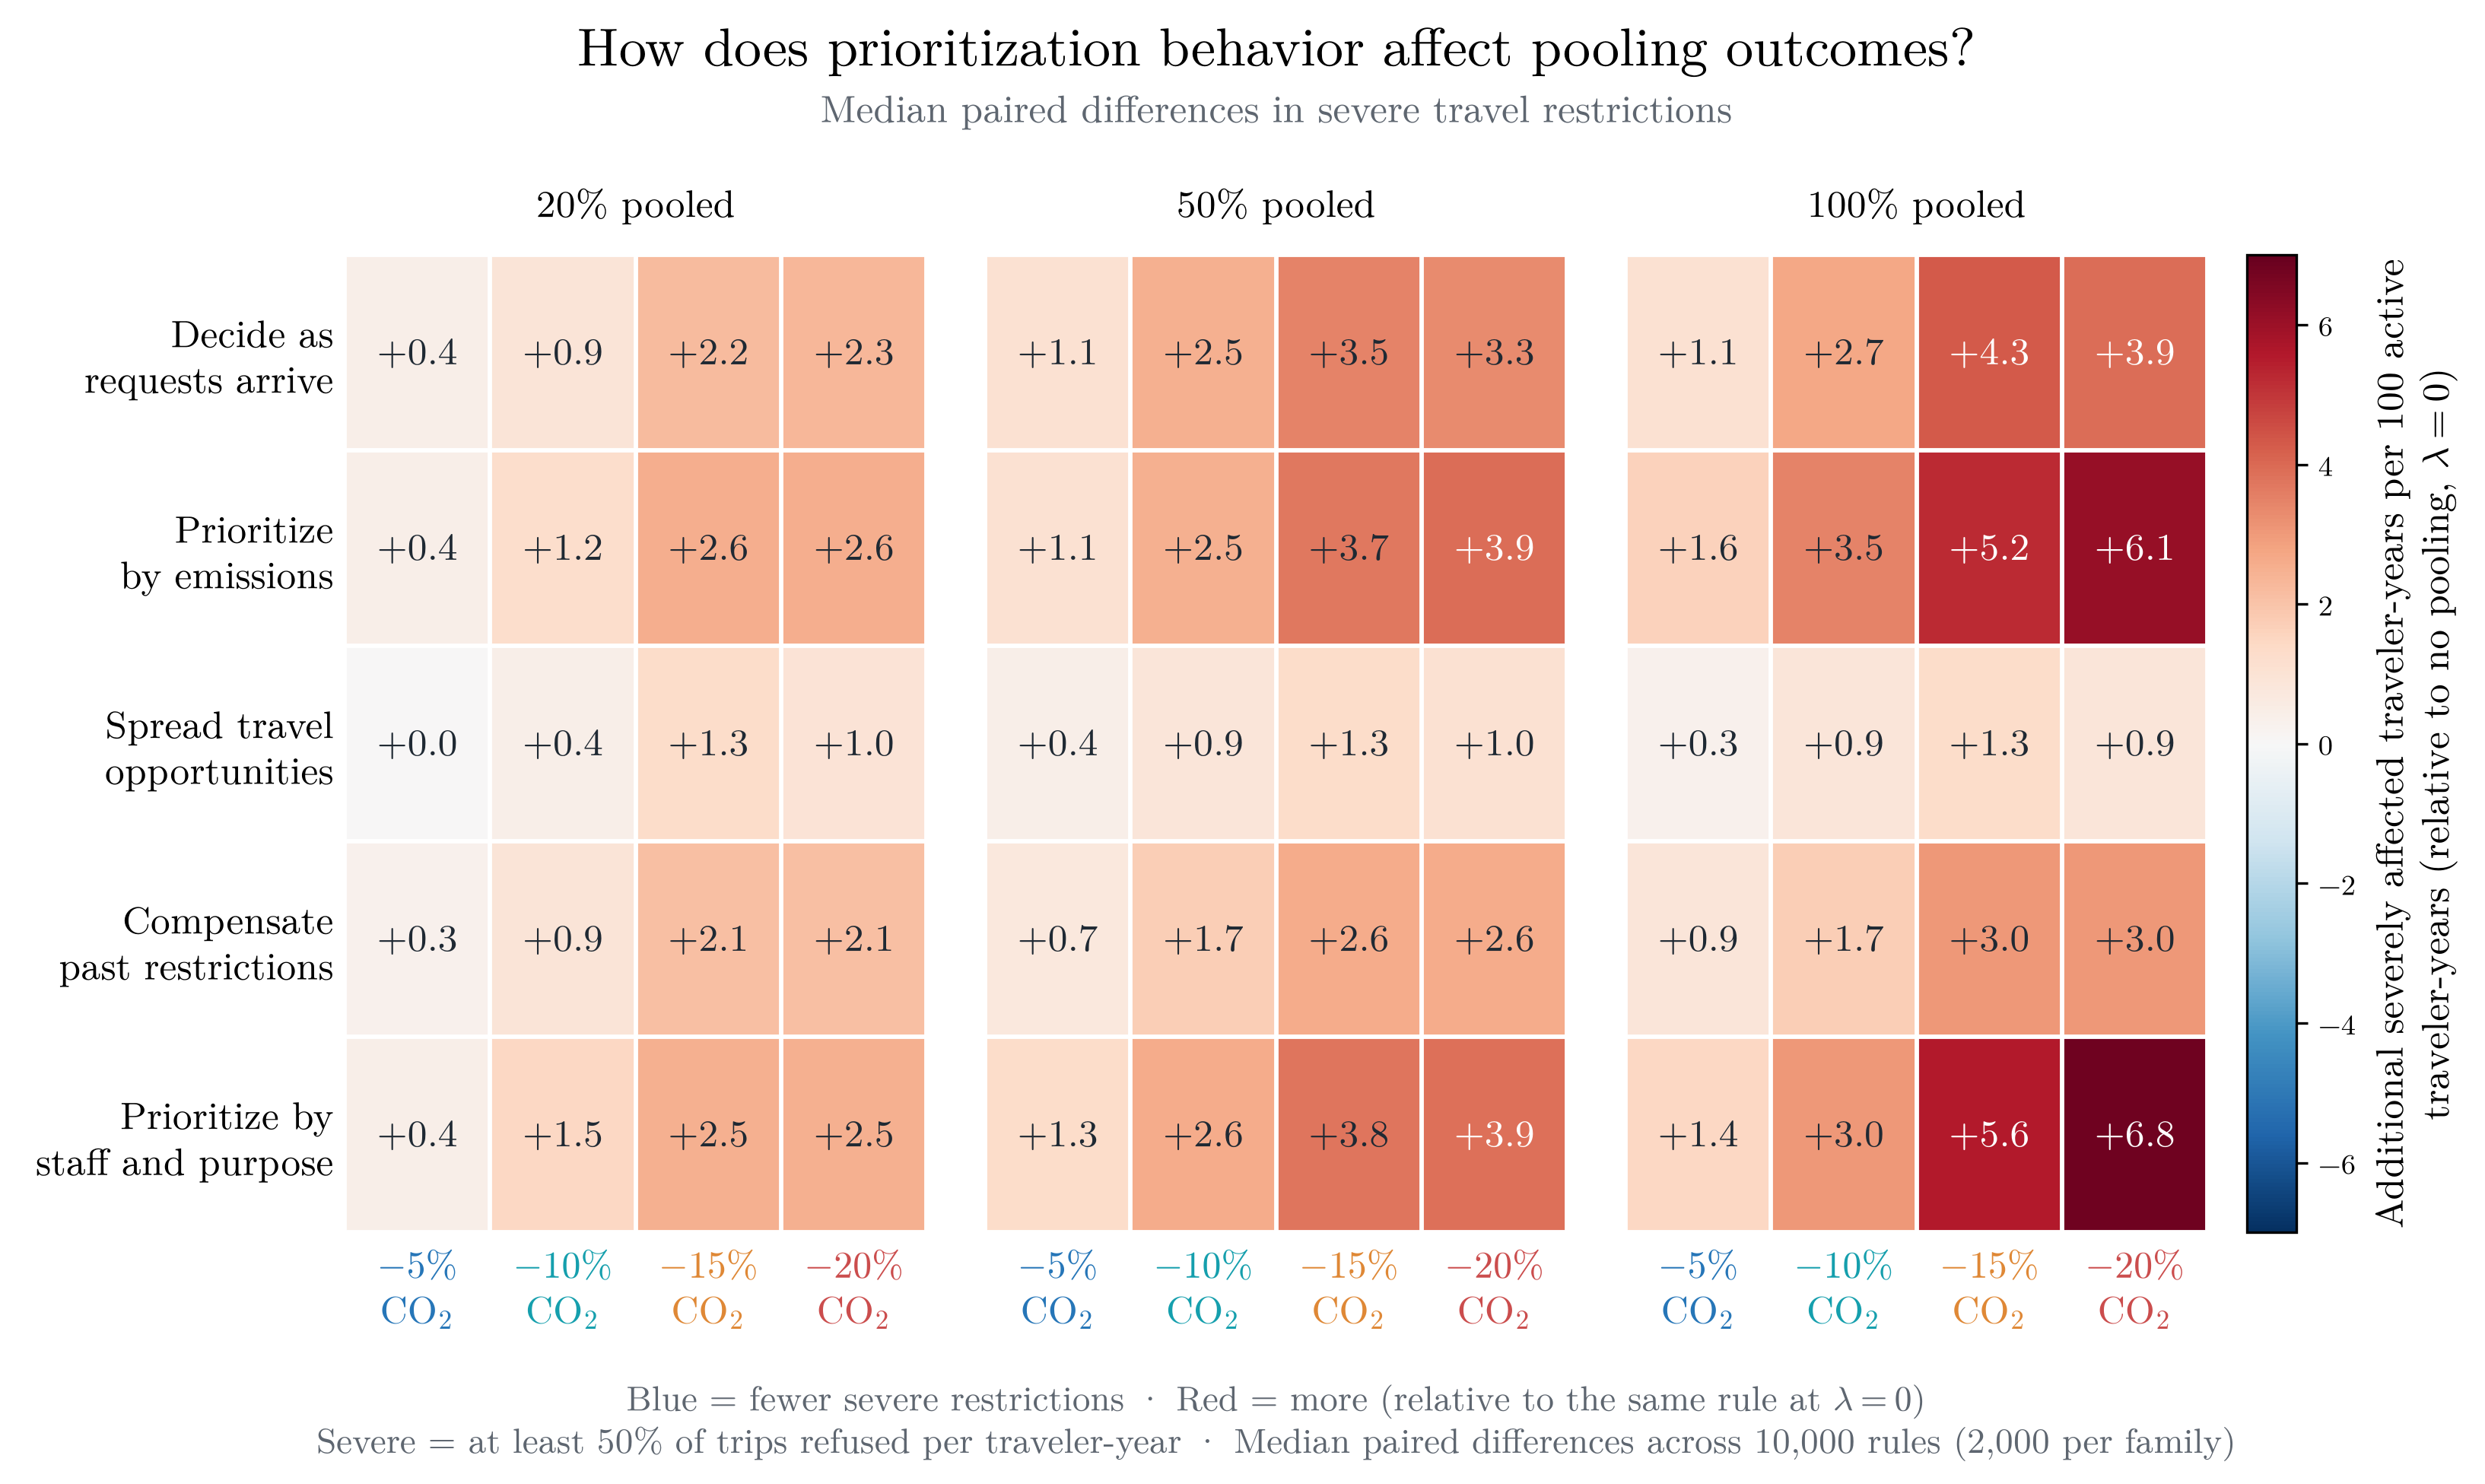 How does prioritization behavior affect pooling outcomes?
Median paired differences in severe travel restrictions
20% pooled
50% pooled
100% pooled
Decide as
requests arrive
+0.4 +0.9 +2.2 +2.3 +1.1 +2.5 +3.5 +3.3 +1.1 +2.7 +4.3 +3.9
Prioritize
by emissions
+0.4 +1.2 +2.6 +2.6 +1.1 +2.5 +3.7 +3.9 +1.6 +3.5 +5.2 +6.1
Spread travel
opportunities
+0.0 +0.4 +1.3 +1.0 +0.4 +0.9 +1.3 +1.0 +0.3 +0.9 +1.3 +0.9
Compensate
past restrictions
+0.3 +0.9 +2.1 +2.1 +0.7 +1.7 +2.6 +2.6 +0.9 +1.7 +3.0 +3.0
Prioritize by
staff and purpose
+0.4 +1.5 +2.5 +2.5 +1.3 +2.6 +3.8 +3.9 +1.4 +3.0 +5.6 +6.8
−5% −10% −15% −20% −5% −10% −15% −20% −5% −10% −15% −20%
CO₂ CO₂ CO₂ CO₂ CO₂ CO₂ CO₂ CO₂ CO₂ CO₂ CO₂ CO₂
6
4
2
0
−2
−4
−6
Additional severely affected traveler-years per 100 active
traveler-years (relative to no pooling, λ = 0)
Blue = fewer severe restrictions · Red = more (relative to the same rule at λ = 0)
Severe = at least 50% of trips refused per traveler-year · Median paired differences across 10,000 rules (2,000 per family)